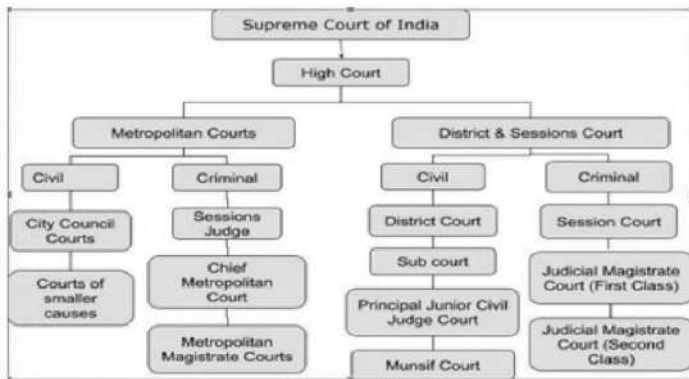 Supreme Court of India
High Court
Metropolitan Courts
District & Sessions Court
Civil
Criminal
Civil
Criminal
City Council
Courts
Sessions
Judge
District Court
Session Court
Courts of
smaller
causes
Chief
Metropolitan
Court
Sub court
Judicial Magistrate
Court (First Class)
Principal Junior Civil
Judge Court
Metropolitan
Magistrate Courts
Munsif Court
Judicial Magistrate
Court (Second
Class)